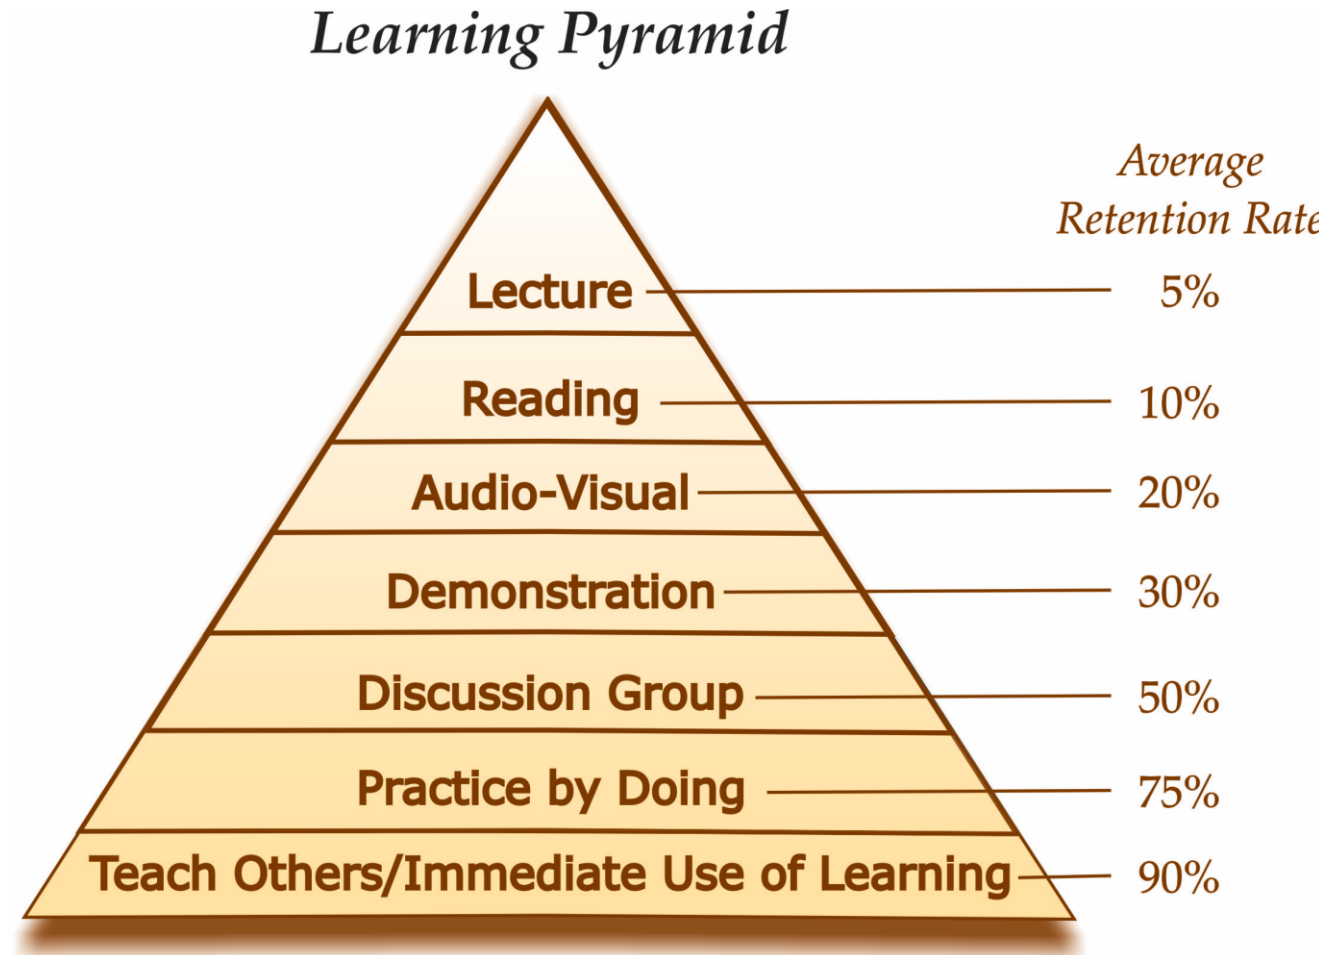 Learning Pyramid
Average
Retention Rate
Lecture 5%
Reading 10%
Audio-Visual 20%
Demonstration 30%
Discussion Group 50%
Practice by Doing 75%
Teach Others/Immediate Use of Learning 90%